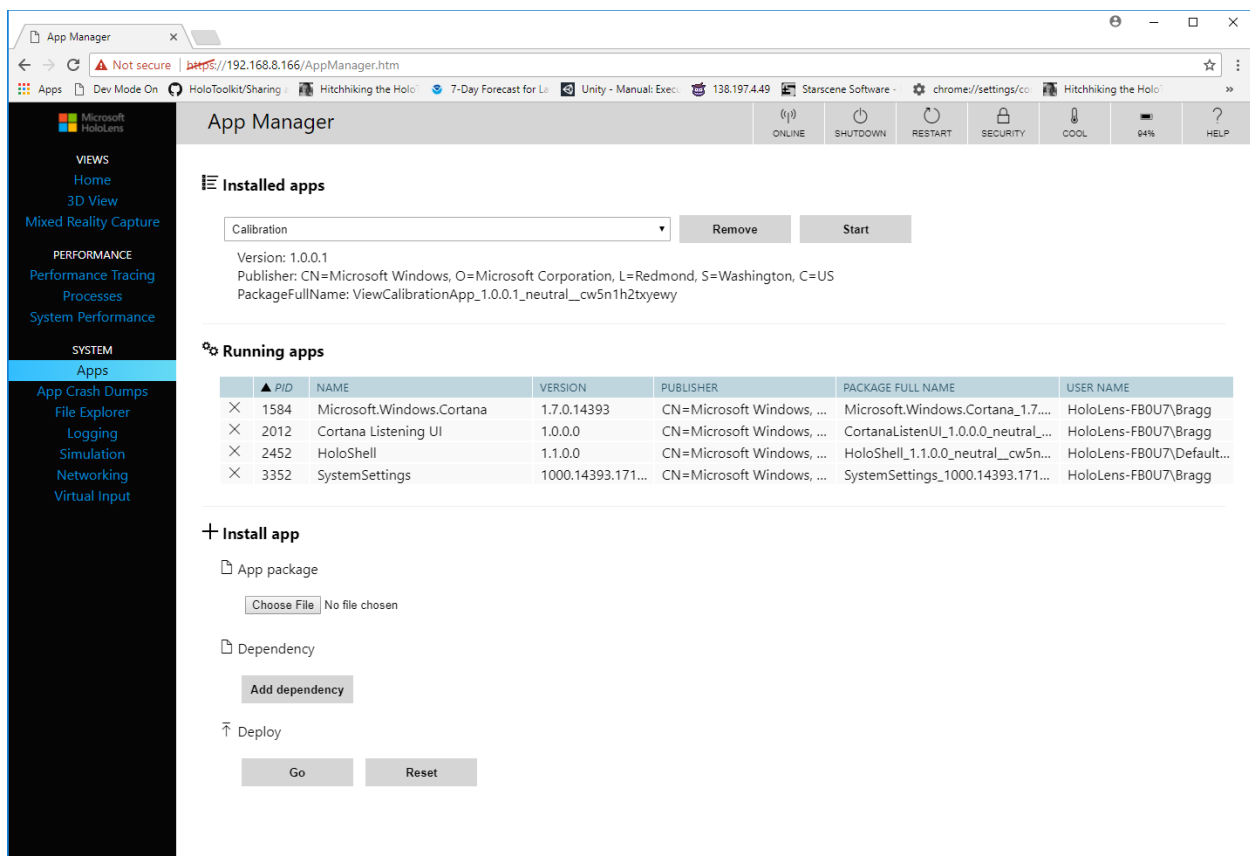 App Manager
Not secure | https://192.168.8.166/AppManager.htm
Apps Dev Mode On HoloToolkit/Sharing Hitchhiking the Holo 7-Day Forecast for La Unity - Manual: Exec 138.197.4.49 Starscene Software - chrome://settings/co Hitchhiking the Holo »
Microsoft
HoloLens
App Manager
ONLINE SHUTDOWN RESTART SECURITY COOL 94% HELP
VIEWS
Home
3D View
Mixed Reality Capture
PERFORMANCE
Performance Tracing
Processes
System Performance
SYSTEM
Apps
App Crash Dumps
File Explorer
Logging
Simulation
Networking
Virtual Input
Installed apps
Calibration Remove Start
Version: 1.0.0.1
Publisher: CN=Microsoft Windows, O=Microsoft Corporation, L=Redmond, S=Washington, C=US
PackageFullName: ViewCalibrationApp_1.0.0.1_neutral__cw5n1h2txyewy
Running apps
PID NAME VERSION PUBLISHER PACKAGE FULL NAME USER NAME
1584 Microsoft.Windows.Cortana 1.7.0.14393 CN=Microsoft Windows, ... Microsoft.Windows.Cortana_1.7.... HoloLens-FB0U7\Bragg
2012 Cortana Listening UI 1.0.0.0 CN=Microsoft Windows, ... CortanaListenUI_1.0.0.0_neutral_... HoloLens-FB0U7\Bragg
2452 HoloShell 1.1.0.0 CN=Microsoft Windows, ... HoloShell_1.1.0.0_neutral__cw5n... HoloLens-FB0U7\Default...
3352 SystemSettings 1000.14393.171... CN=Microsoft Windows, ... SystemSettings_1000.14393.171... HoloLens-FB0U7\Bragg
Install app
App package
Choose File No file chosen
Dependency
Add dependency
Deploy
Go Reset